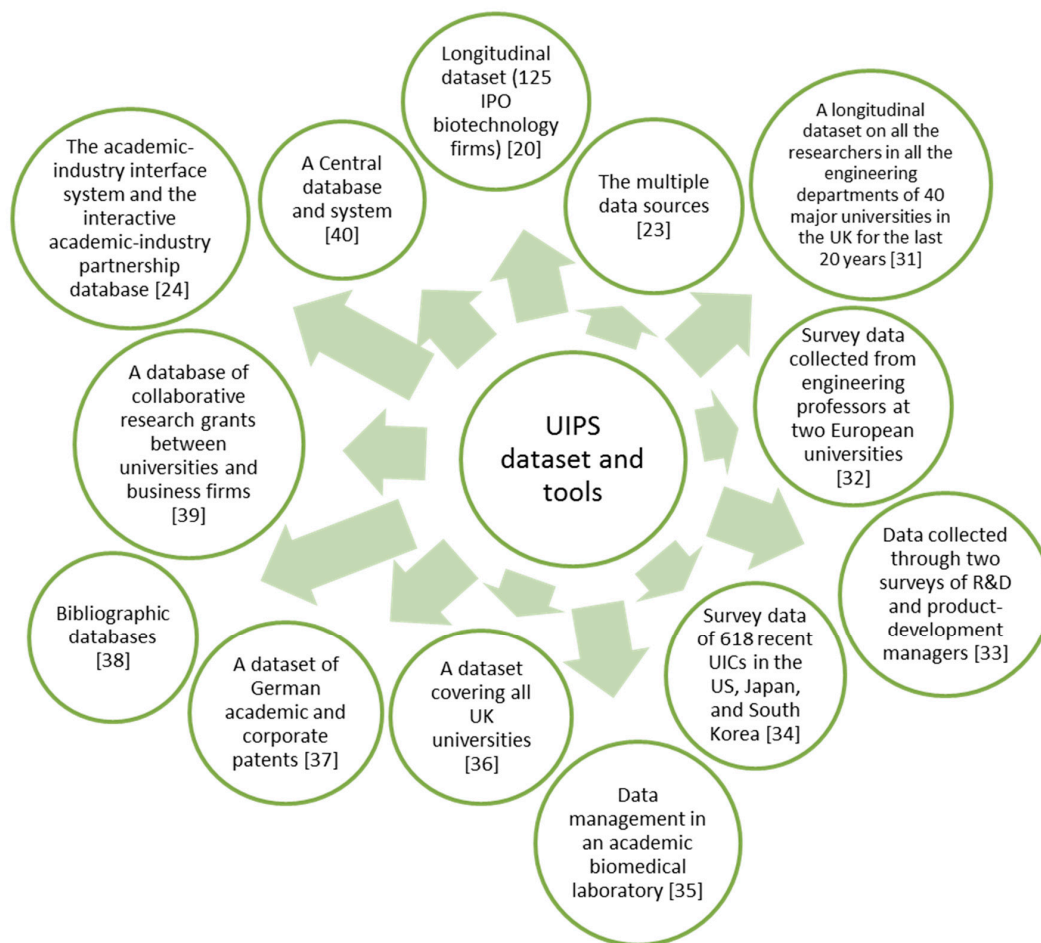 Longitudinal
dataset (125
IPO
biotechnology
firms) [20]
The multiple
data sources
[23]
A longitudinal
dataset on all the
researchers in all the
engineering
departments of 40
major universities in
the UK for the last
20 years [31]
Survey data
collected from
engineering
professors at
two European
universities
[32]
Data collected
through two
surveys of R&D
and product-
development
managers [33]
Survey data
of 618 recent
UICs in the
US, Japan,
and South
Korea [34]
Data
management in
an academic
biomedical
laboratory [35]
A dataset
covering all
UK
universities
[36]
A dataset of
German
academic and
corporate
patents [37]
Bibliographic
databases
[38]
A database of
collaborative
research grants
between
universities and
business firms
[39]
The academic-
industry interface
system and the
interactive
academic-industry
partnership
database [24]
A Central
database
and system
[40]
UIPS
dataset and
tools